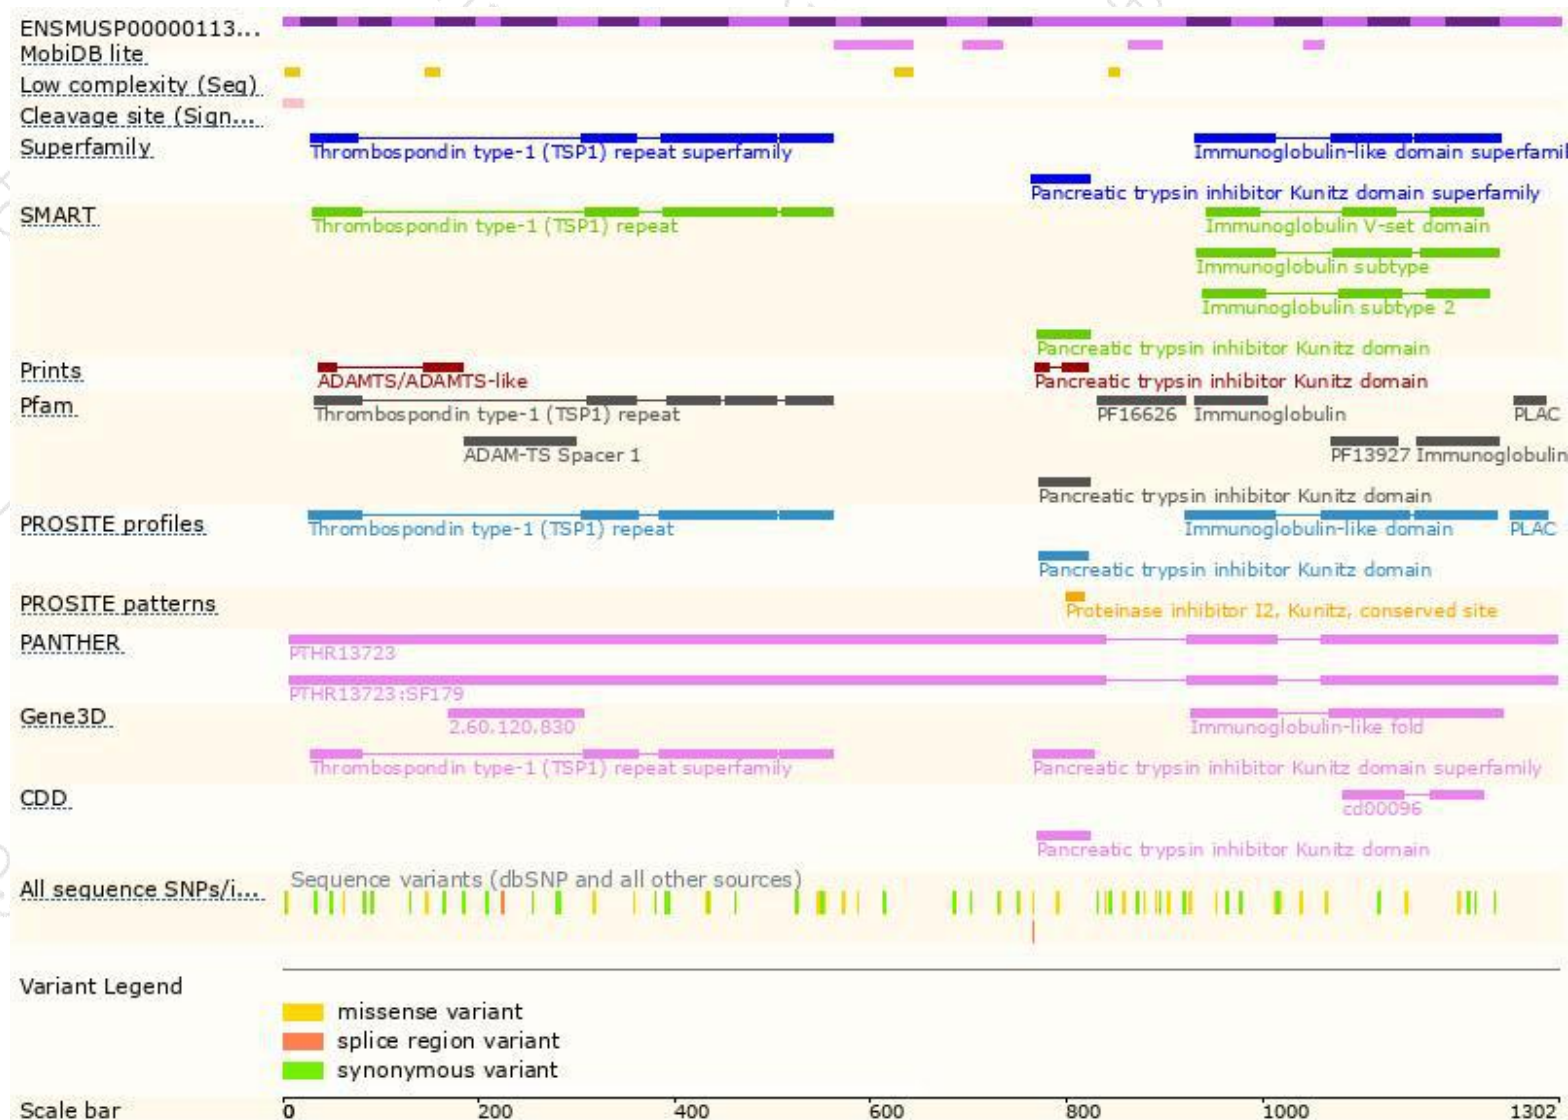 ENSMUSP00000113...
MobiDB lite
Low complexity (Seg)
Cleavage site (Sign...
Superfamily
Thrombospondin type-1 (TSP1) repeat superfamily
Immunoglobulin-like domain superfamil
Pancreatic trypsin inhibitor Kunitz domain superfamily
SMART
Thrombospondin type-1 (TSP1) repeat
Immunoglobulin V-set domain
Immunoglobulin subtype
Immunoglobulin subtype 2
Pancreatic trypsin inhibitor Kunitz domain
Prints
ADAMTS/ADAMTS-like
Pancreatic trypsin inhibitor Kunitz domain
Pfam
Thrombospondin type-1 (TSP1) repeat
PF16626
Immunoglobulin
PLAC
ADAM-TS Spacer 1
PF13927
Immunoglobulin
Pancreatic trypsin inhibitor Kunitz domain
PROSITE profiles
Thrombospondin type-1 (TSP1) repeat
Immunoglobulin-like domain
PLAC
Pancreatic trypsin inhibitor Kunitz domain
PROSITE patterns
Proteinase inhibitor I2, Kunitz, conserved site
PANTHER
PTHR13723
PTHR13723:SF179
Gene3D
2.60.120.830
Immunoglobulin-like fold
Thrombospondin type-1 (TSP1) repeat superfamily
Pancreatic trypsin inhibitor Kunitz domain superfamily
CDD
cd00096
Pancreatic trypsin inhibitor Kunitz domain
All sequence SNPs/i...
Sequence variants (dbSNP and all other sources)
Variant Legend
missense variant
splice region variant
synonymous variant
Scale bar
0 200 400 600 800 1000 1302